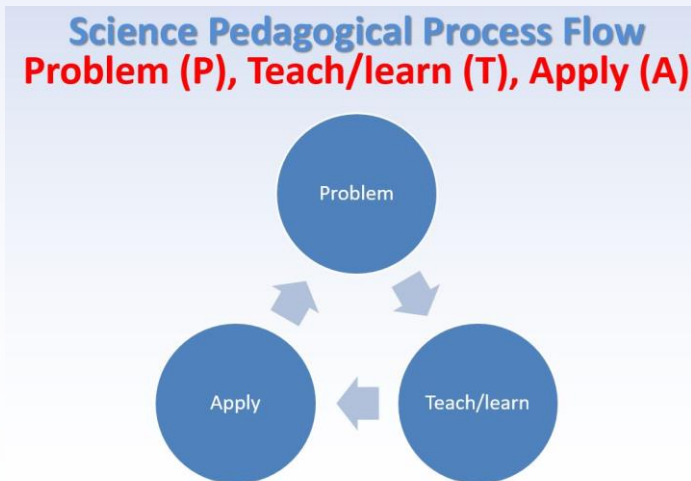 Science Pedagogical Process Flow
Problem (P), Teach/learn (T), Apply (A)
Problem
Apply
Teach/learn